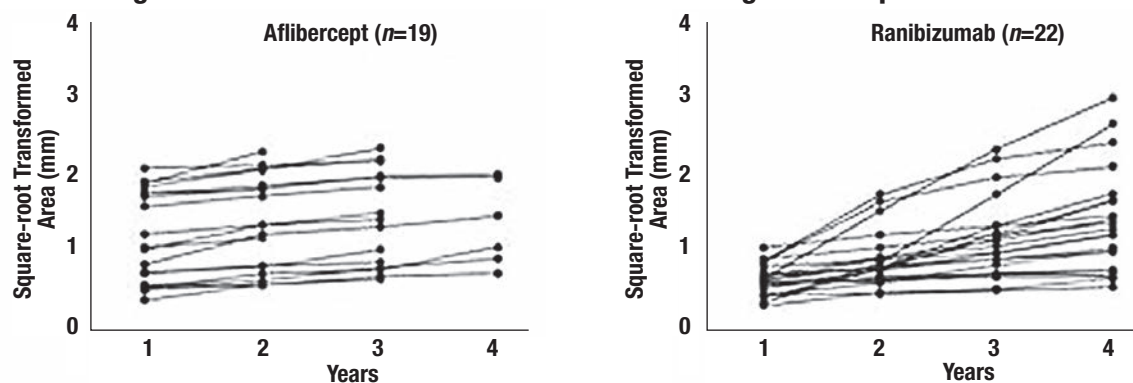 Aflibercept (n=19)
Square-root Transformed
Area (mm)
4
3
2
1
0
1 2 3 4
Years
Ranibizumab (n=22)
Square-root Transformed
Area (mm)
4
3
2
1
0
1 2 3 4
Years